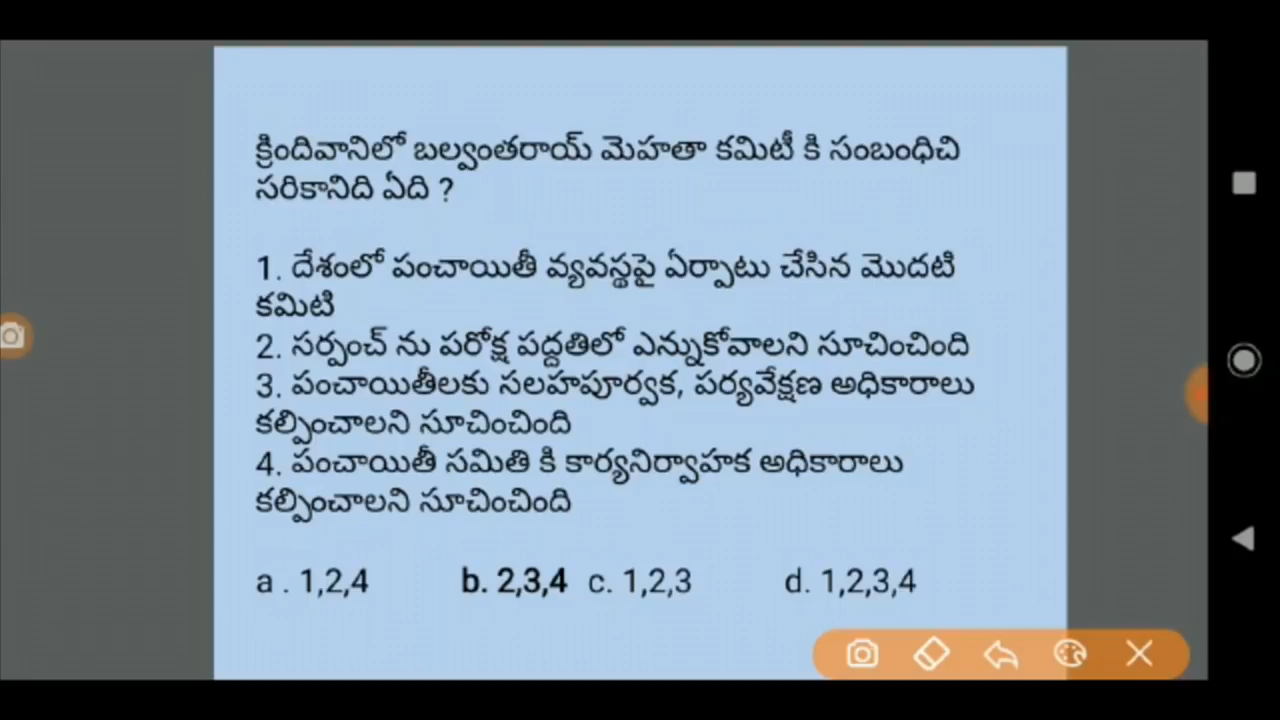 క్రిందివానిలో బల్వంతరాయ్ మెహతా కమిటీ కి సంబంధిచి
సరికానిది ఏది ?
1. దేశంలో పంచాయితీ వ్యవస్థపై ఏర్పాటు చేసిన మొదటి
కమిటి
2. సర్పంచ్ ను పరోక్ష పద్దతిలో ఎన్నుకోవాలని సూచించింది
3. పంచాయితీలకు సలహపూర్వక, పర్యవేక్షణ అధికారాలు
కల్పించాలని సూచించింది
4. పంచాయితీ సమితి కి కార్యనిర్వాహక అధికారాలు
కల్పించాలని సూచించింది
a . 1,2,4 b. 2,3,4 c. 1,2,3 d. 1,2,3,4